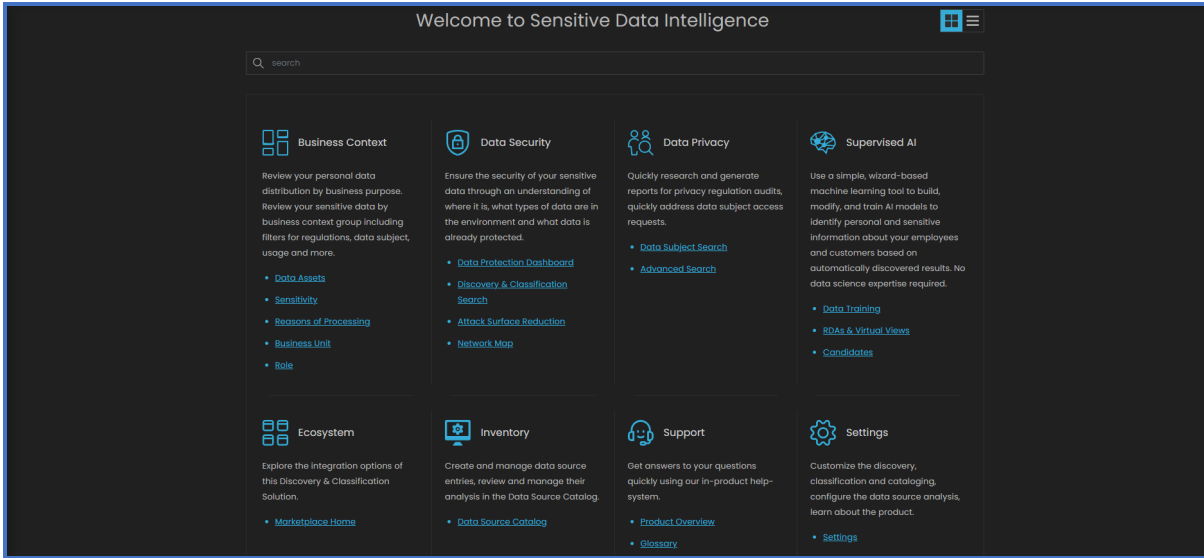 Welcome to Sensitive Data Intelligence
search
Business Context
Review your personal data
distribution by business purpose.
Review your sensitive data by
business context group including
filters for regulations, data subject,
usage and more.
• Data Assets
• Sensitivity
• Reasons of Processing
• Business Unit
• Role
Data Security
Ensure the security of your sensitive
data through an understanding of
where it is, what types of data are in
the environment and what data is
already protected.
• Data Protection Dashboard
• Discovery & Classification
Search
• Attack Surface Reduction
• Network Map
Data Privacy
Quickly research and generate
reports for privacy regulation audits,
quickly address data subject access
requests.
• Data Subject Search
• Advanced Search
Supervised AI
Use a simple, wizard-based
machine learning tool to build,
modify, and train AI models to
identify personal and sensitive
information about your employees
and customers based on
automatically discovered results. No
data science expertise required.
• Data Training
• RDAs & Virtual Views
• Candidates
Ecosystem
Explore the integration options of
this Discovery & Classification
Solution.
• Marketplace Home
Inventory
Create and manage data source
entries, review and manage their
analysis in the Data Source Catalog.
• Data Source Catalog
Support
Get answers to your questions
quickly using our in-product help-
system.
• Product Overview
• Glossary
Settings
Customize the discovery,
classification and cataloging,
configure the data source analysis,
learn about the product.
• Settings